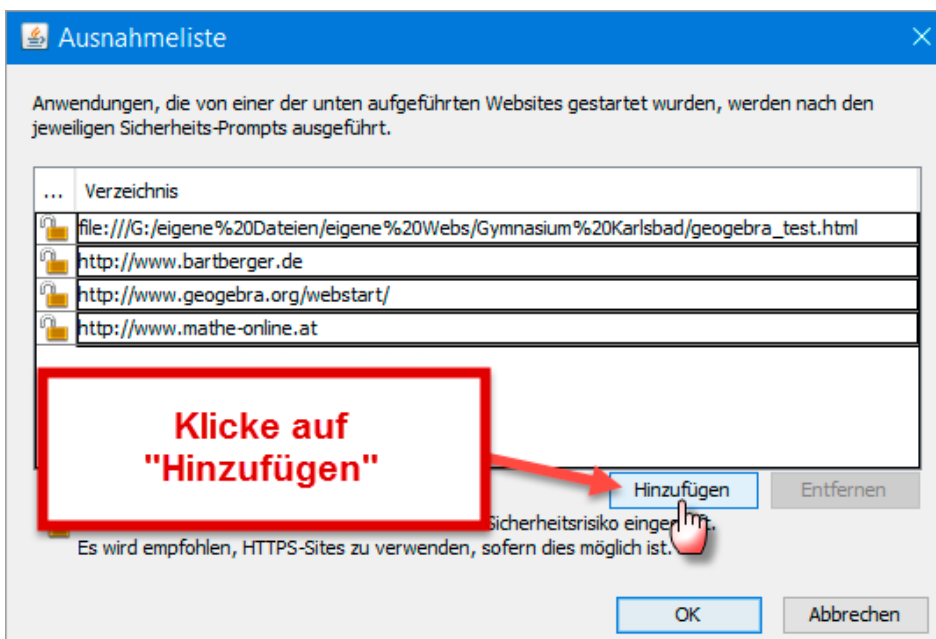 Ausnahmeliste
Anwendungen, die von einer der unten aufgeführten Websites gestartet wurden, werden nach den
jeweiligen Sicherheits-Prompts ausgeführt.
... Verzeichnis
file:///G:/eigene%20Dateien/eigene%20Webs/Gymnasium%20Karlsbad/geogebra_test.html
http://www.bartberger.de
http://www.geogebra.org/webstart/
http://www.mathe-online.at
Klicke auf
"Hinzufügen"
Hinzufügen Entfernen
Sicherheitsrisiko
Es wird empfohlen, HTTPS-Sites zu verwenden, sofern dies möglich ist.
OK Abbrechen